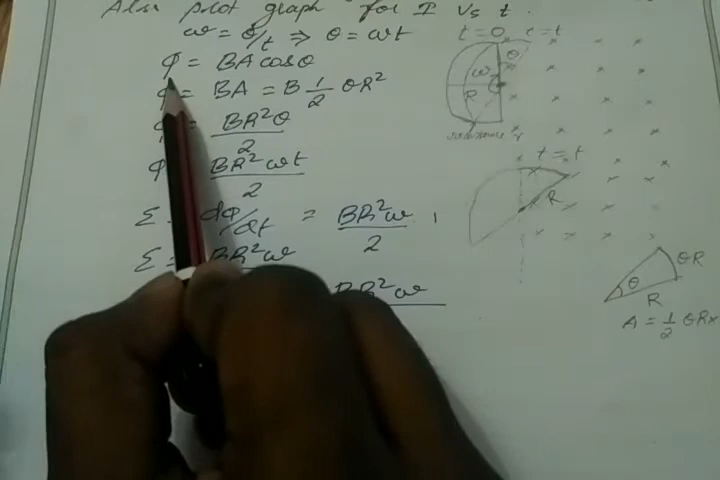 Also plot graph for I Vs t.
ω = θ/t ⇒ θ = ωt
ϕ = BA cosθ
ϕ = BA = B 1/2 θR²
ϕ = BR²θ/2
ϕ = BR²ωt/2
Σ = dϕ/dt = BR²ω/2 ,
Σ = BR²ω
BR²ω
t=0, t=t
θ
ω
R
t=t
R
θR
θ
R
A = 1/2 θR×